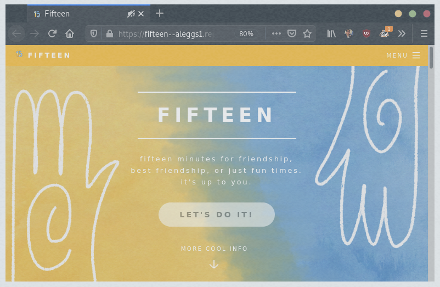 15 Fifteen
https://fifteen--aleggs1.re
80%
FIFTEEN
MENU
FIFTEEN
fifteen minutes for friendship,
best friendship, or just fun times.
it's up to you.
LET'S DO IT!
MORE COOL INFO